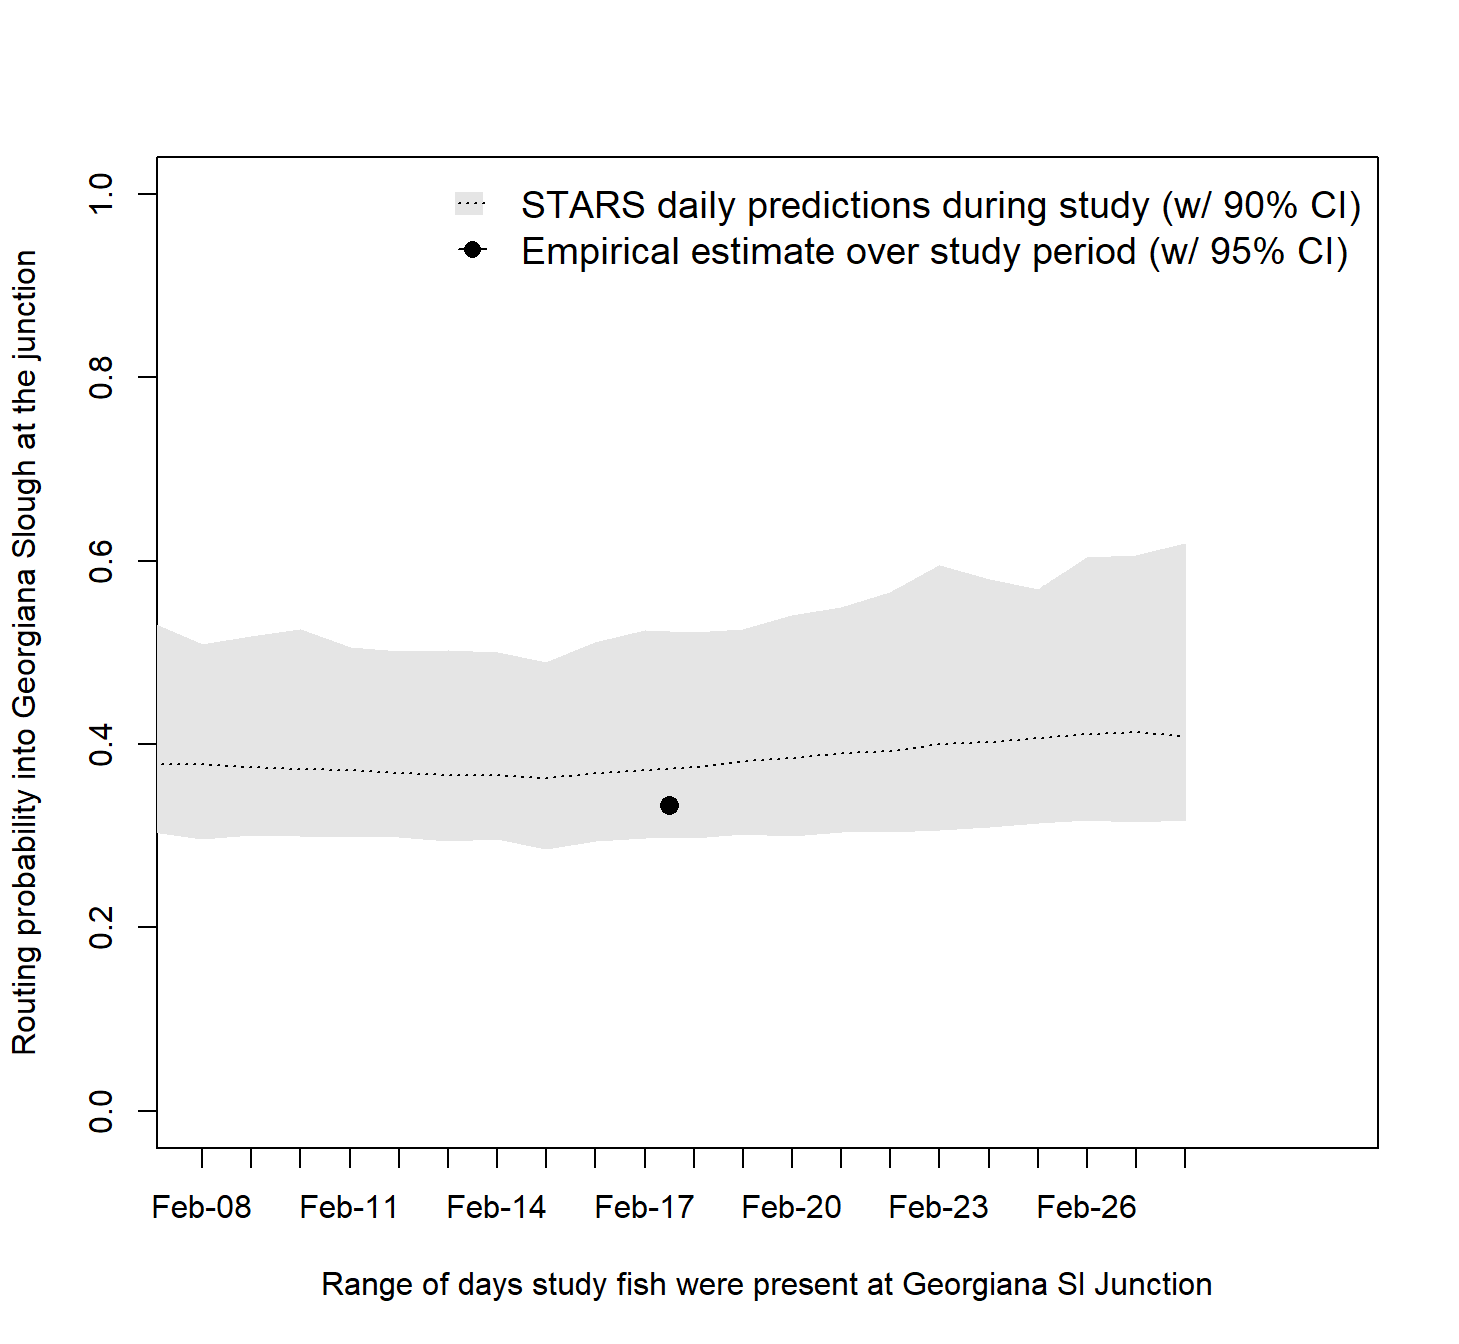 STARS daily predictions during study (w/ 90% CI)
Empirical estimate over study period (w/ 95% CI)
Routing probability into Georgiana Slough at the junction
1.0
0.8
0.6
0.4
0.2
0.0
Feb-08 Feb-11 Feb-14 Feb-17 Feb-20 Feb-23 Feb-26
Range of days study fish were present at Georgiana Sl Junction